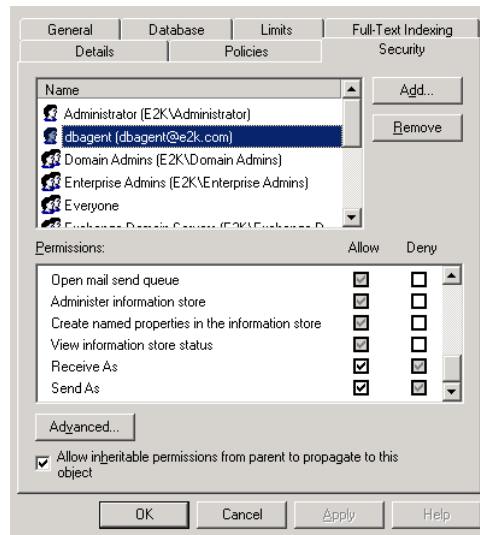 General Database Limits Full-Text Indexing
Details Policies Security
Name
Add...
Administrator (E2K\Administrator)
dbagent (dbagent@e2k.com)
Remove
Domain Admins (E2K\Domain Admins)
Enterprise Admins (E2K\Enterprise Admins)
Everyone
Permissions: Allow Deny
Open mail send queue
Administer information store
Create named properties in the information store
View information store status
Receive As
Send As
Advanced...
Allow inheritable permissions from parent to propagate to this
object
OK Cancel Apply Help